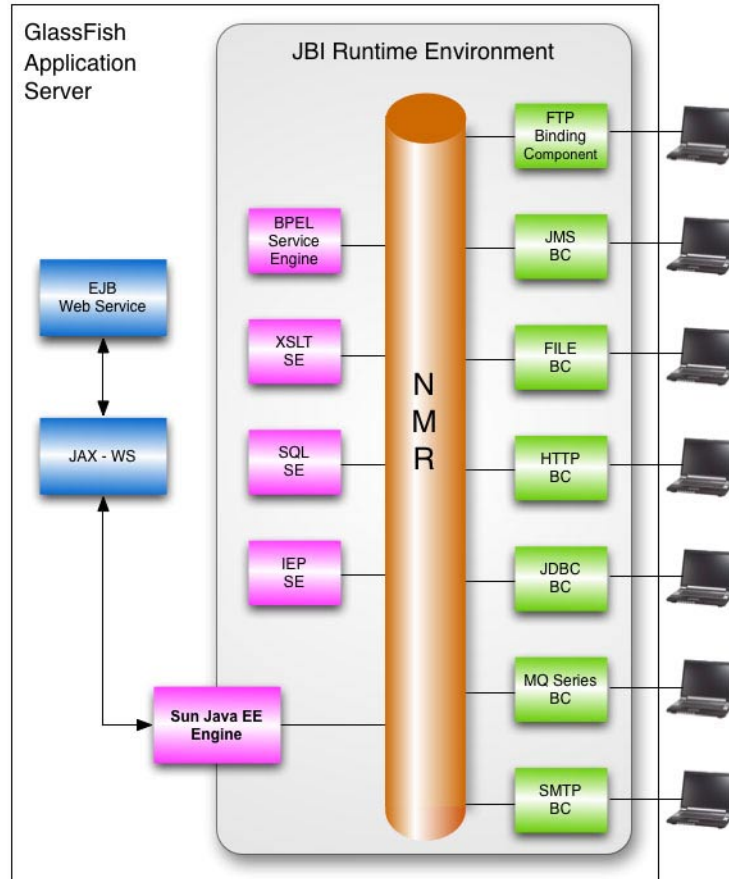 GlassFish
Application
Server
JBI Runtime Environment
FTP
Binding
Component
BPEL
Service
Engine
JMS
BC
EJB
Web Service
XSLT
SE
FILE
BC
N
M
R
JAX - WS
SQL
SE
HTTP
BC
IEP
SE
JDBC
BC
Sun Java EE
Engine
MQ Series
BC
SMTP
BC